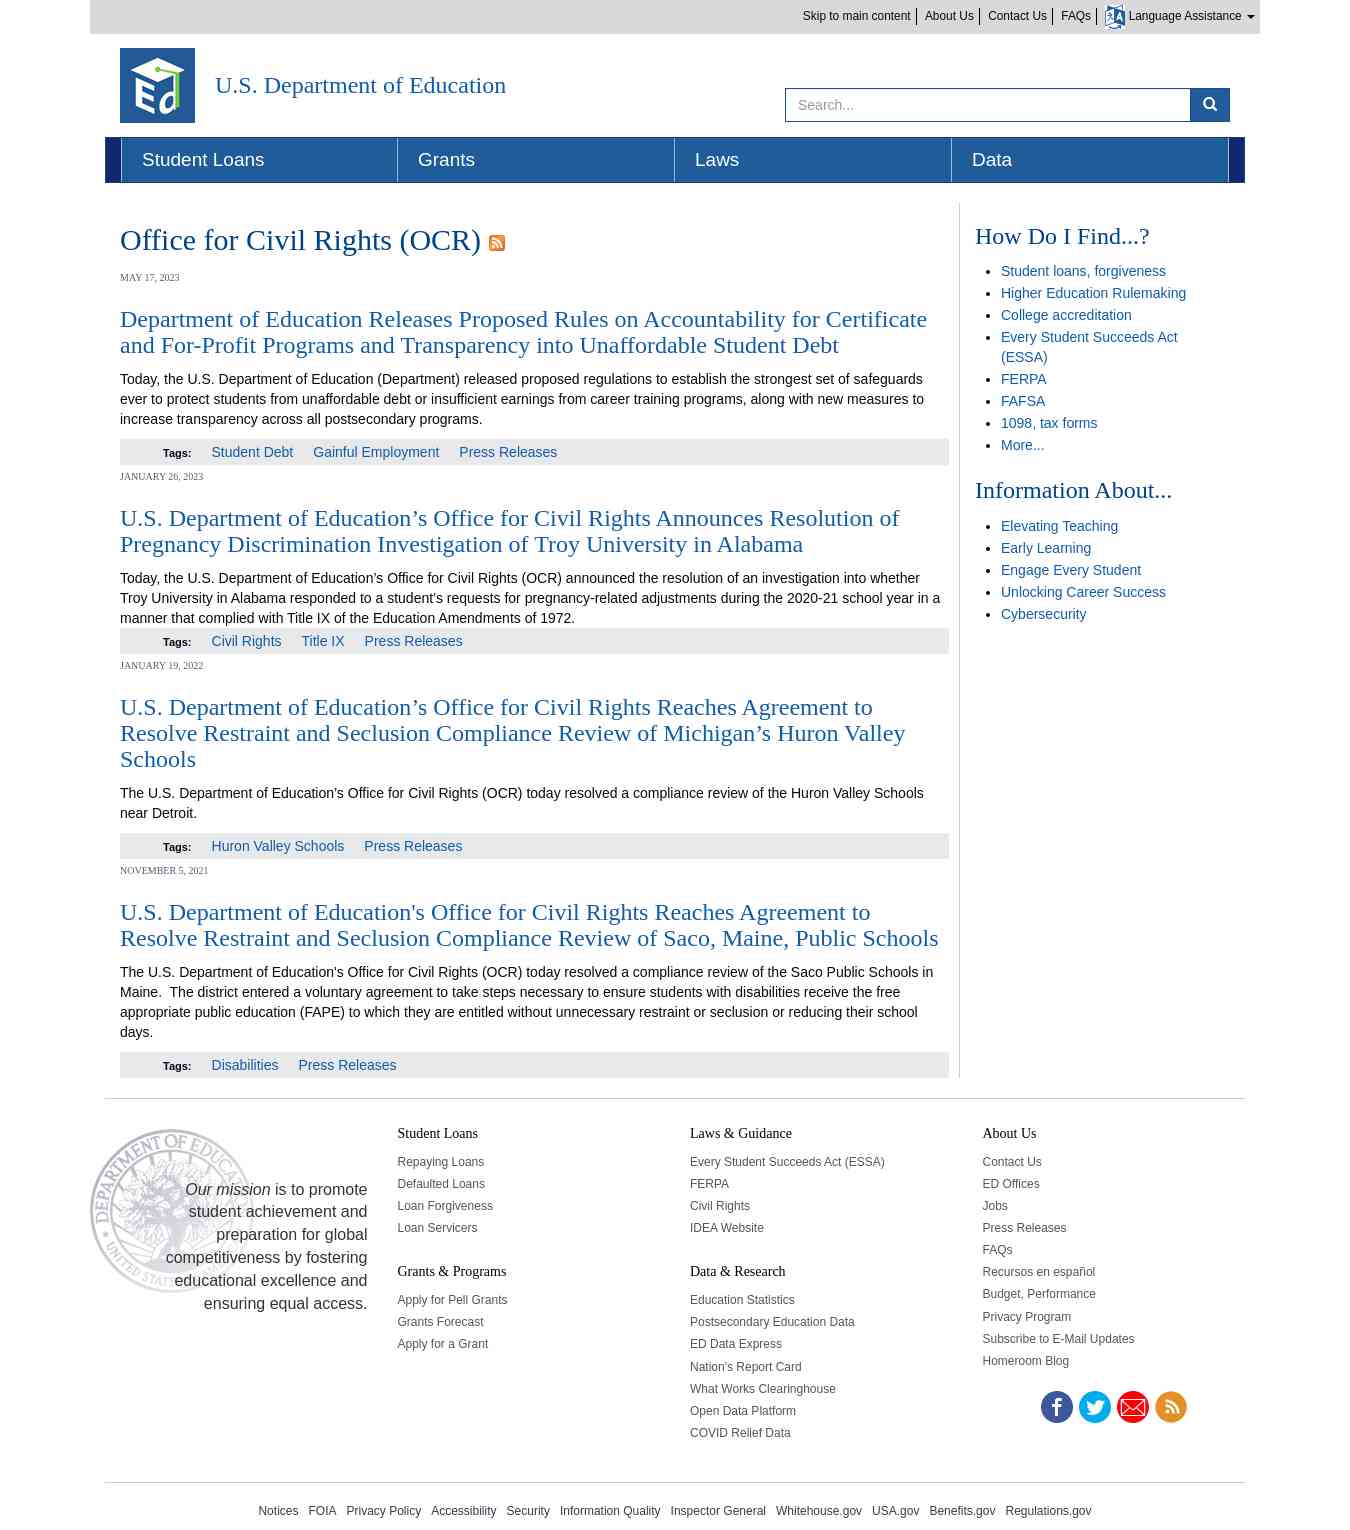 Skip to main content
About Us
Contact Us
FAQs
Language Assistance
Ed
U.S. Department of Education
Search...
Student Loans
Grants
Laws
Data
Office for Civil Rights (OCR)
MAY 17, 2023
Department of Education Releases Proposed Rules on Accountability for Certificate
and For-Profit Programs and Transparency into Unaffordable Student Debt
Today, the U.S. Department of Education (Department) released proposed regulations to establish the strongest set of safeguards
ever to protect students from unaffordable debt or insufficient earnings from career training programs, along with new measures to
increase transparency across all postsecondary programs.
Tags: Student Debt Gainful Employment Press Releases
JANUARY 26, 2023
U.S. Department of Education’s Office for Civil Rights Announces Resolution of
Pregnancy Discrimination Investigation of Troy University in Alabama
Today, the U.S. Department of Education’s Office for Civil Rights (OCR) announced the resolution of an investigation into whether
Troy University in Alabama responded to a student’s requests for pregnancy-related adjustments during the 2020-21 school year in a
manner that complied with Title IX of the Education Amendments of 1972.
Tags: Civil Rights Title IX Press Releases
JANUARY 19, 2022
U.S. Department of Education’s Office for Civil Rights Reaches Agreement to
Resolve Restraint and Seclusion Compliance Review of Michigan’s Huron Valley
Schools
The U.S. Department of Education’s Office for Civil Rights (OCR) today resolved a compliance review of the Huron Valley Schools
near Detroit.
Tags: Huron Valley Schools Press Releases
NOVEMBER 5, 2021
U.S. Department of Education's Office for Civil Rights Reaches Agreement to
Resolve Restraint and Seclusion Compliance Review of Saco, Maine, Public Schools
The U.S. Department of Education's Office for Civil Rights (OCR) today resolved a compliance review of the Saco Public Schools in
Maine.  The district entered a voluntary agreement to take steps necessary to ensure students with disabilities receive the free
appropriate public education (FAPE) to which they are entitled without unnecessary restraint or seclusion or reducing their school
days.
Tags: Disabilities Press Releases
How Do I Find...?
Student loans, forgiveness
Higher Education Rulemaking
College accreditation
Every Student Succeeds Act
(ESSA)
FERPA
FAFSA
1098, tax forms
More...
Information About...
Elevating Teaching
Early Learning
Engage Every Student
Unlocking Career Success
Cybersecurity
DEPARTMENT OF EDUCA
UNITED STAT
Our mission is to promote
student achievement and
preparation for global
competitiveness by fostering
educational excellence and
ensuring equal access.
Student Loans
Repaying Loans
Defaulted Loans
Loan Forgiveness
Loan Servicers
Grants & Programs
Apply for Pell Grants
Grants Forecast
Apply for a Grant
Laws & Guidance
Every Student Succeeds Act (ESSA)
FERPA
Civil Rights
IDEA Website
Data & Research
Education Statistics
Postsecondary Education Data
ED Data Express
Nation's Report Card
What Works Clearinghouse
Open Data Platform
COVID Relief Data
About Us
Contact Us
ED Offices
Jobs
Press Releases
FAQs
Recursos en español
Budget, Performance
Privacy Program
Subscribe to E-Mail Updates
Homeroom Blog
Notices FOIA Privacy Policy Accessibility Security Information Quality Inspector General Whitehouse.gov USA.gov Benefits.gov Regulations.gov